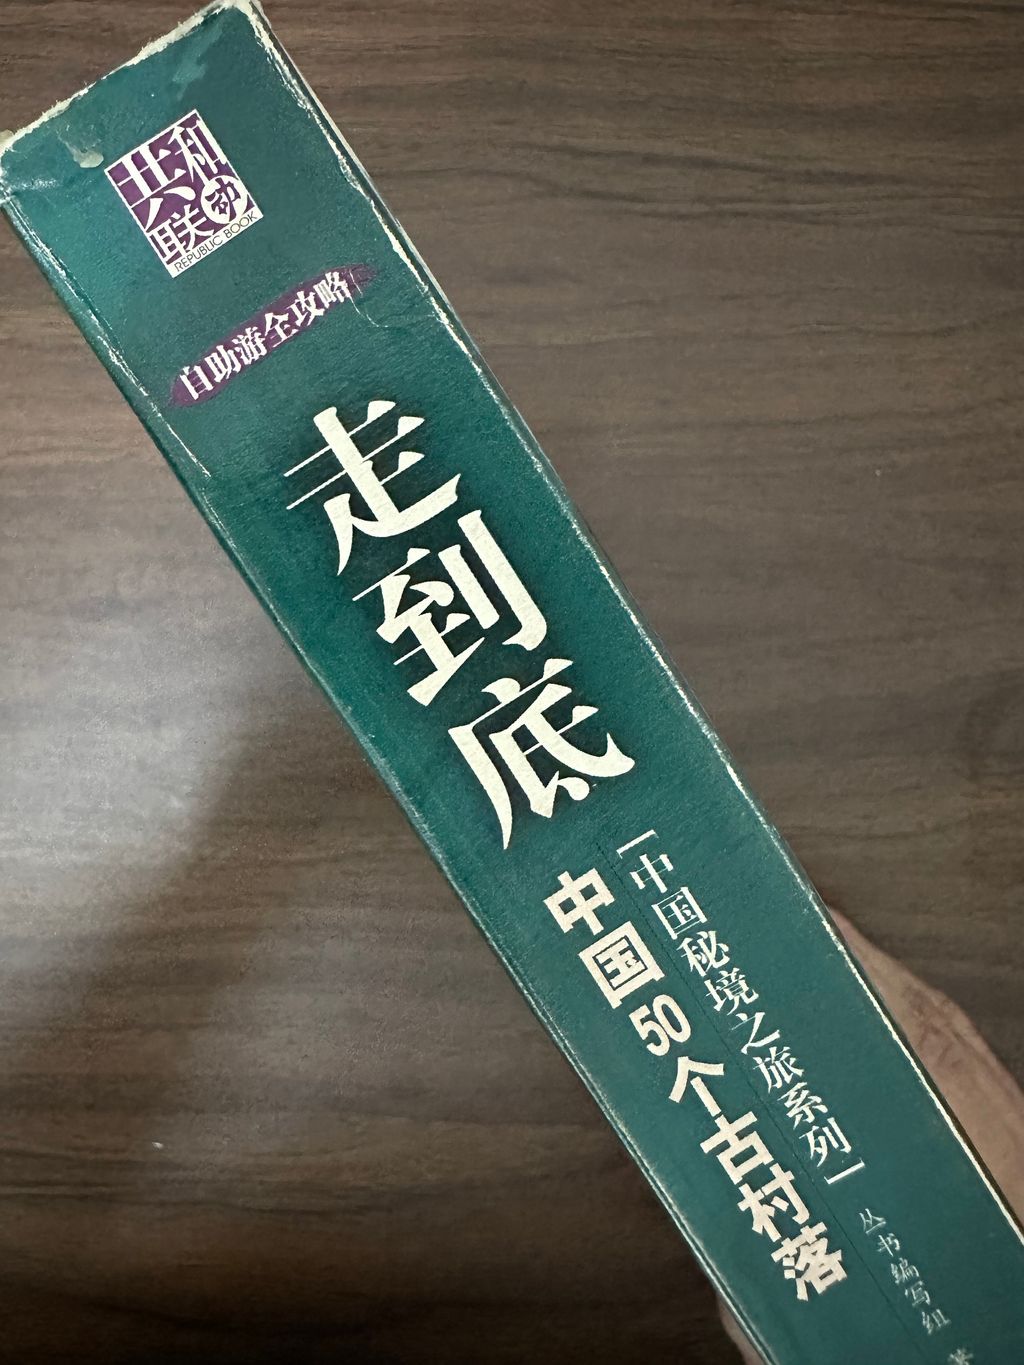 共和
联动
REPUBLIC BOOK
自助游全攻略
走到底
[中国秘境之旅系列]
中国50个古村落
丛书编写组 著